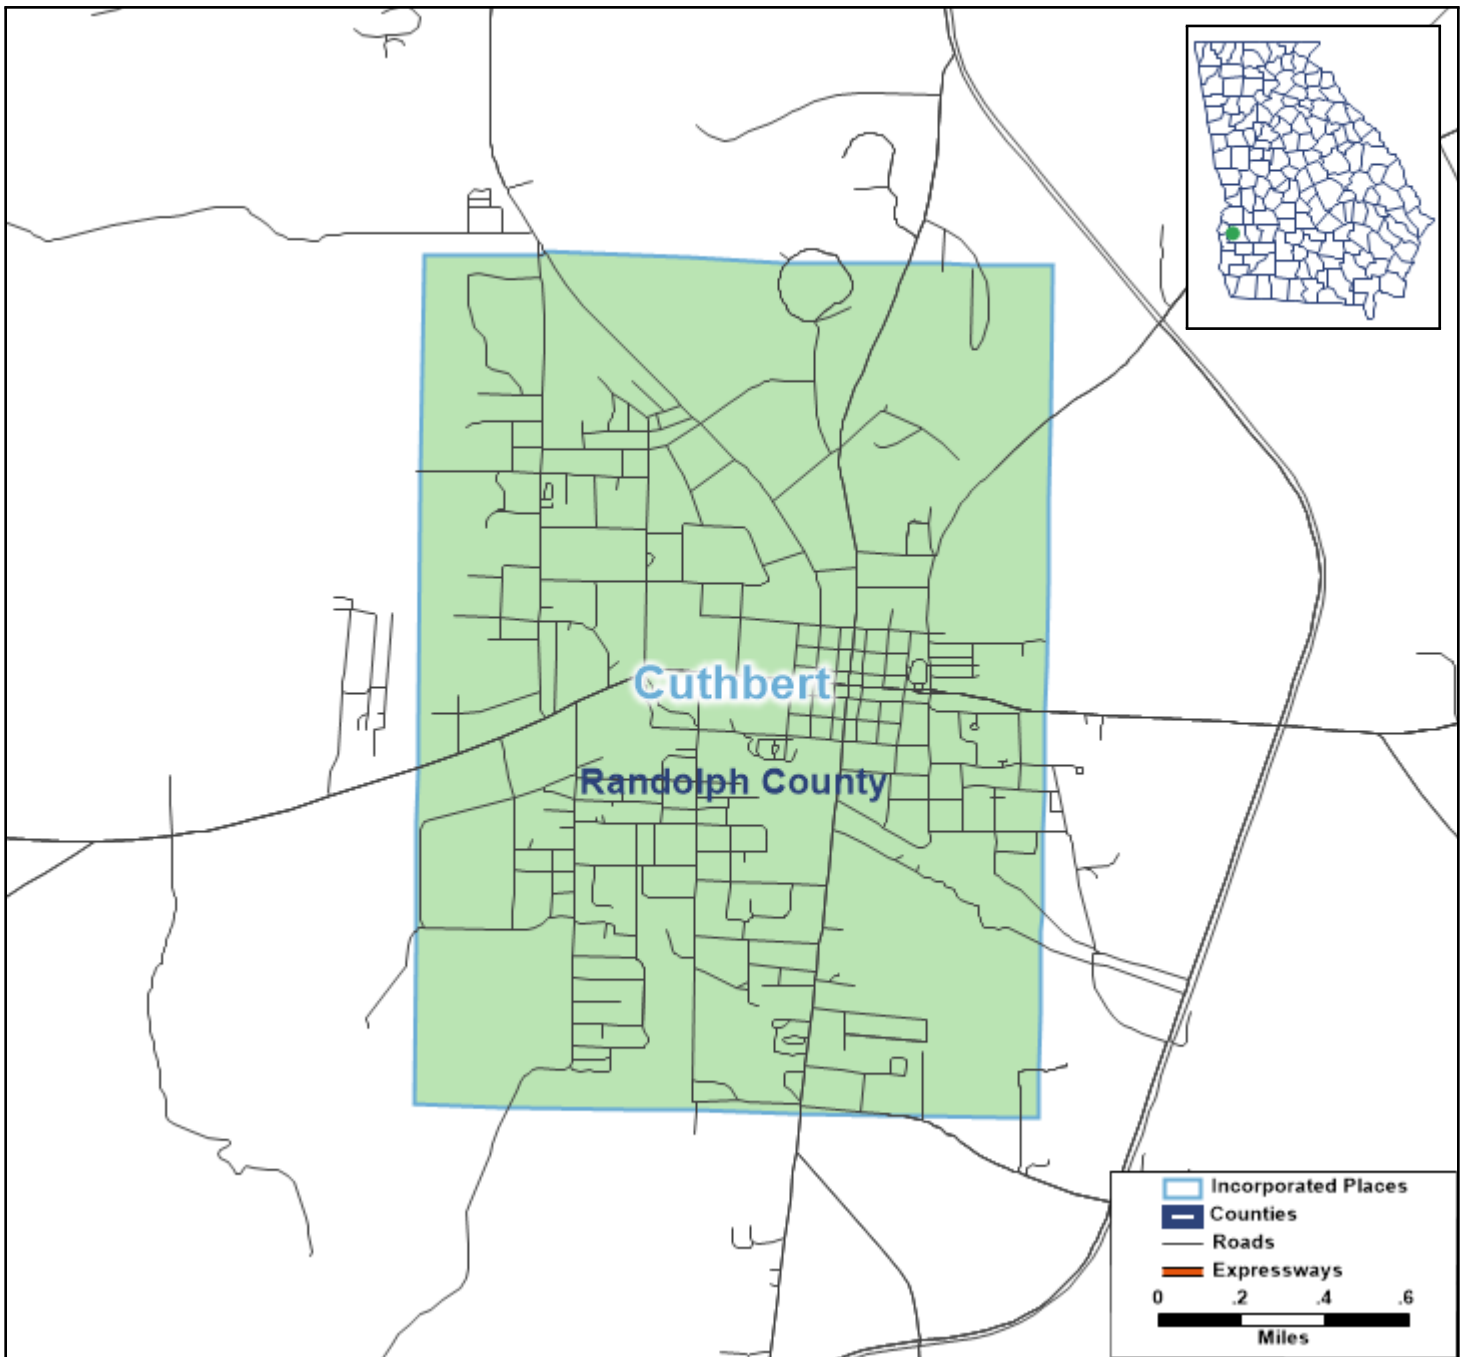 Cuthbert
Randolph County
Incorporated Places
Counties
Roads
Expressways
0 .2 .4 .6
Miles